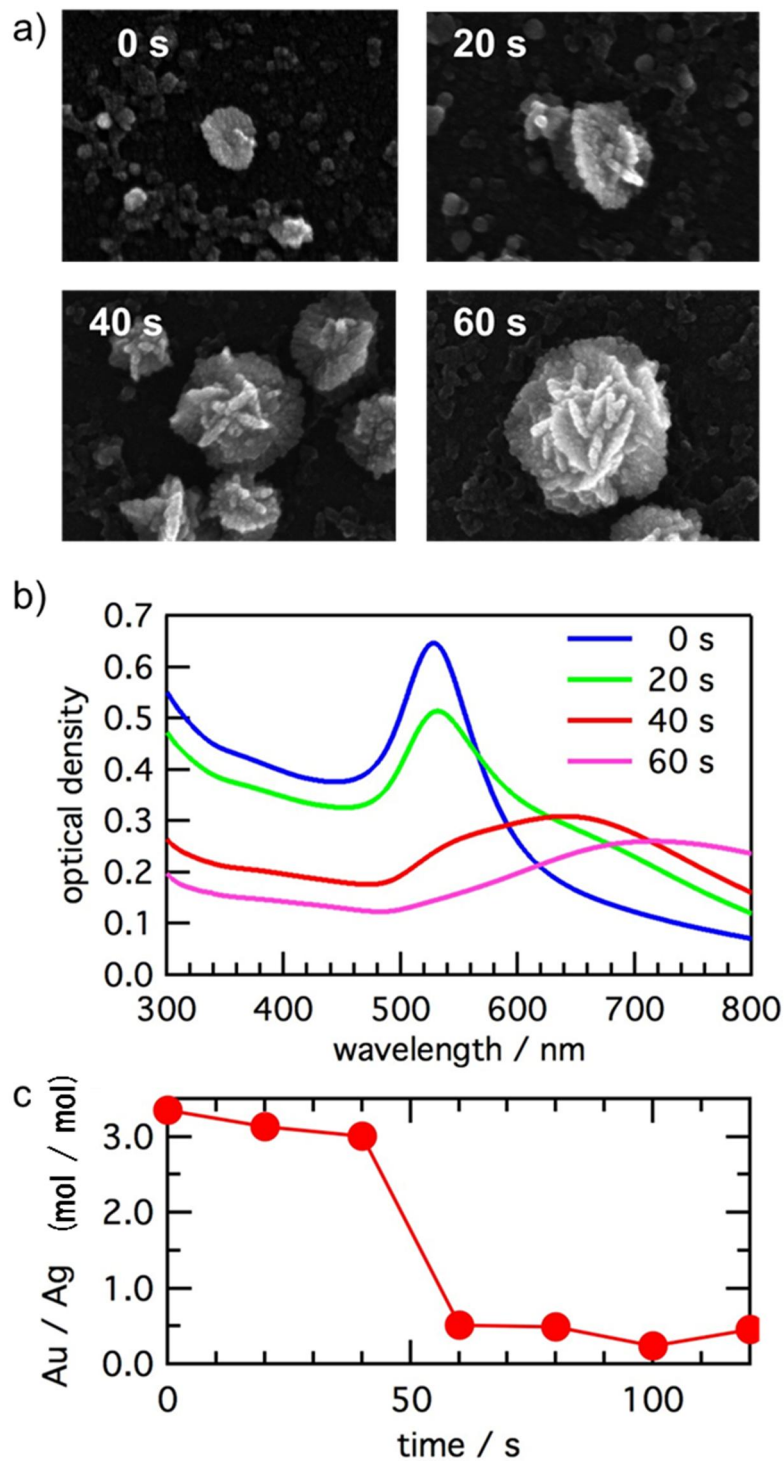 a)
0 s
20 s
40 s
60 s
b)
0.7
0.6
0.5
0.4
0.3
0.2
0.1
0.0
optical density
0 s
20 s
40 s
60 s
300 400 500 600 700 800
wavelength / nm
c
3.0
2.0
1.0
0.0
Au / Ag (mol / mol)
0 50 100
time / s